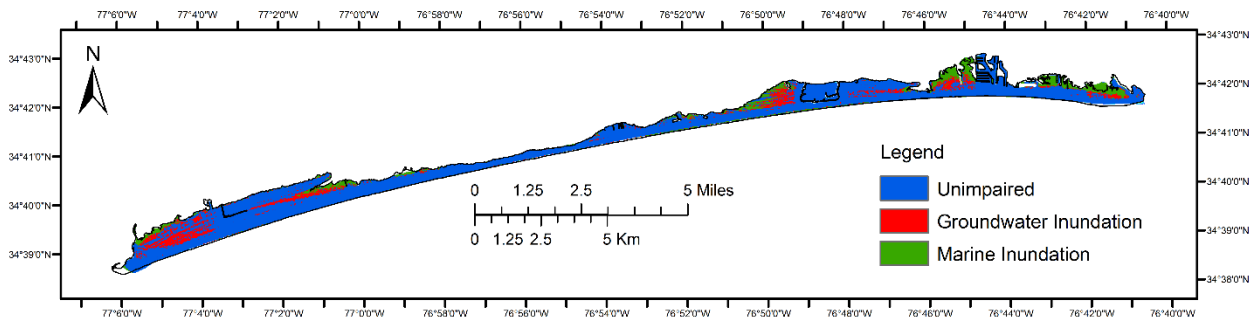 77°6'0"W 77°4'0"W 77°2'0"W 77°0'0"W 76°58'0"W 76°56'0"W 76°54'0"W 76°52'0"W 76°50'0"W 76°48'0"W 76°46'0"W 76°44'0"W 76°42'0"W 76°40'0"W
34°43'0"N
34°42'0"N
34°41'0"N
34°40'0"N
34°39'0"N
N
Legend
Unimpaired
Groundwater Inundation
Marine Inundation
0 1.25 2.5 5 Miles
0 1.25 2.5 5 Km
34°43'0"N
34°42'0"N
34°41'0"N
34°40'0"N
34°39'0"N
34°38'0"N
77°6'0"W 77°4'0"W 77°2'0"W 77°0'0"W 76°58'0"W 76°56'0"W 76°54'0"W 76°52'0"W 76°50'0"W 76°48'0"W 76°46'0"W 76°44'0"W 76°42'0"W 76°40'0"W